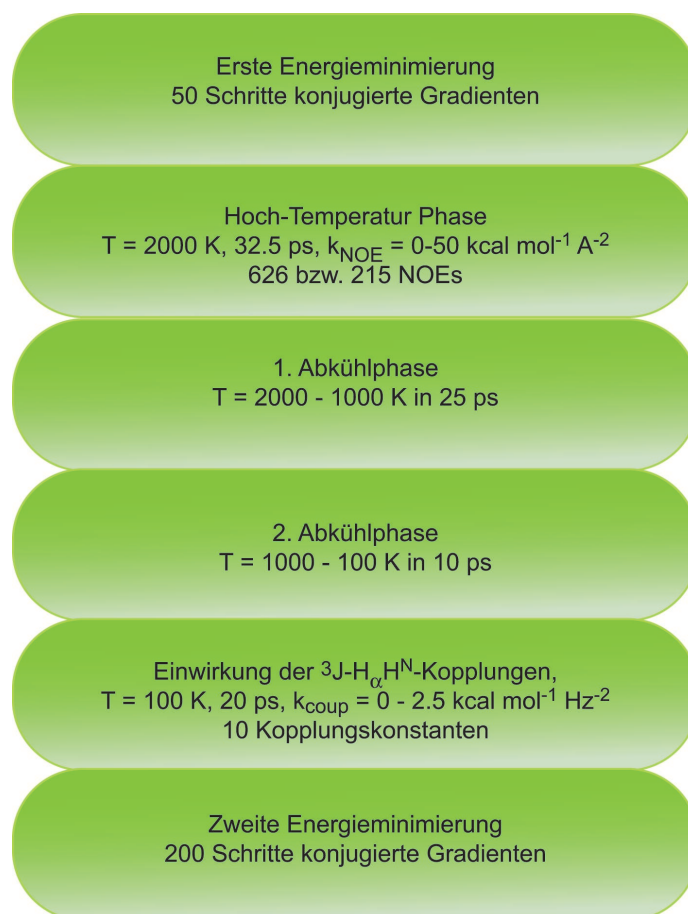 Erste Energieminimierung
50 Schritte konjugierte Gradienten
Hoch-Temperatur Phase
T = 2000 K, 32.5 ps, k_NOE = 0-50 kcal mol⁻¹ A⁻²
626 bzw. 215 NOEs
1. Abkühlphase
T = 2000 - 1000 K in 25 ps
2. Abkühlphase
T = 1000 - 100 K in 10 ps
Einwirkung der ³J-H_αH^N-Kopplungen,
T = 100 K, 20 ps, k_coup = 0 - 2.5 kcal mol⁻¹ Hz⁻²
10 Kopplungskonstanten
Zweite Energieminimierung
200 Schritte konjugierte Gradienten